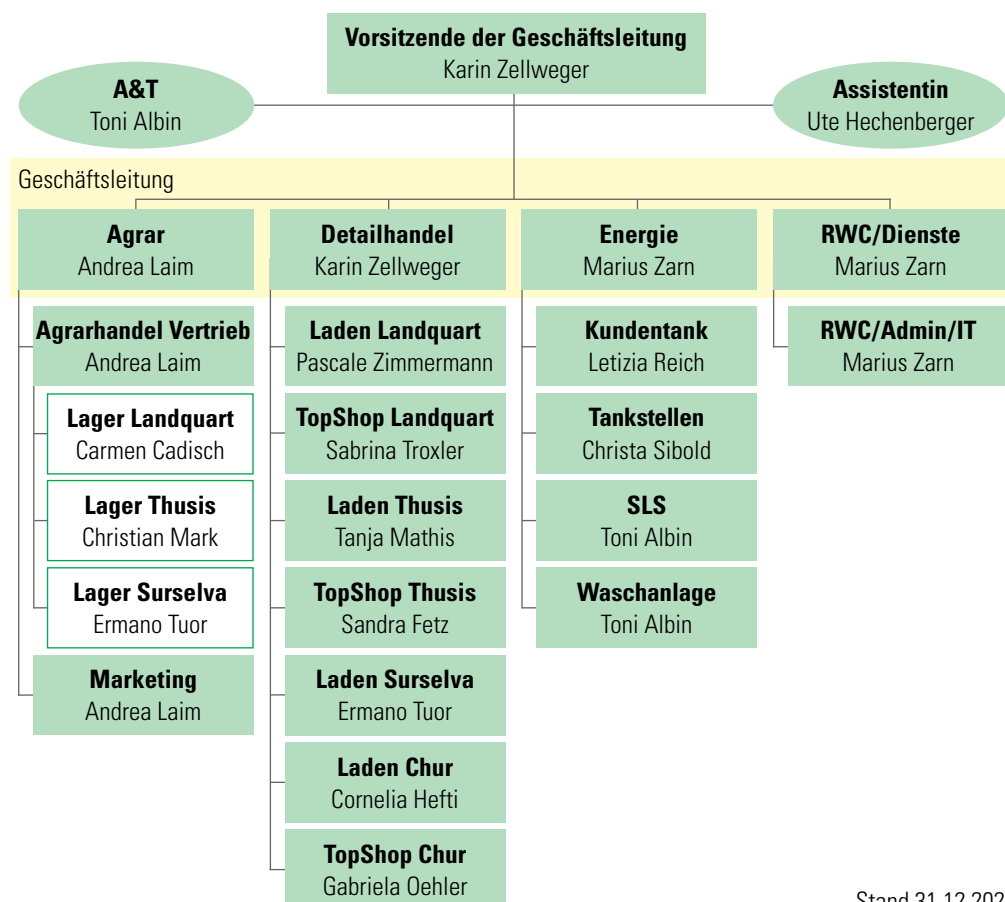 Vorsitzende der Geschäftsleitung
Karin Zellweger
A&T
Toni Albin
Assistentin
Ute Hechenberger
Geschäftsleitung
Agrar
Andrea Laim
Detailhandel
Karin Zellweger
Energie
Marius Zarn
RWC/Dienste
Marius Zarn
Agrarhandel Vertrieb
Andrea Laim
Lager Landquart
Carmen Cadisch
Lager Thusis
Christian Mark
Lager Surselva
Ermano Tuor
Marketing
Andrea Laim
Laden Landquart
Pascale Zimmermann
TopShop Landquart
Sabrina Troxler
Laden Thusis
Tanja Mathis
TopShop Thusis
Sandra Fetz
Laden Surselva
Ermano Tuor
Laden Chur
Cornelia Hefti
TopShop Chur
Gabriela Oehler
Kundentank
Letizia Reich
Tankstellen
Christa Sibold
SLS
Toni Albin
Waschanlage
Toni Albin
RWC/Admin/IT
Marius Zarn
Stand